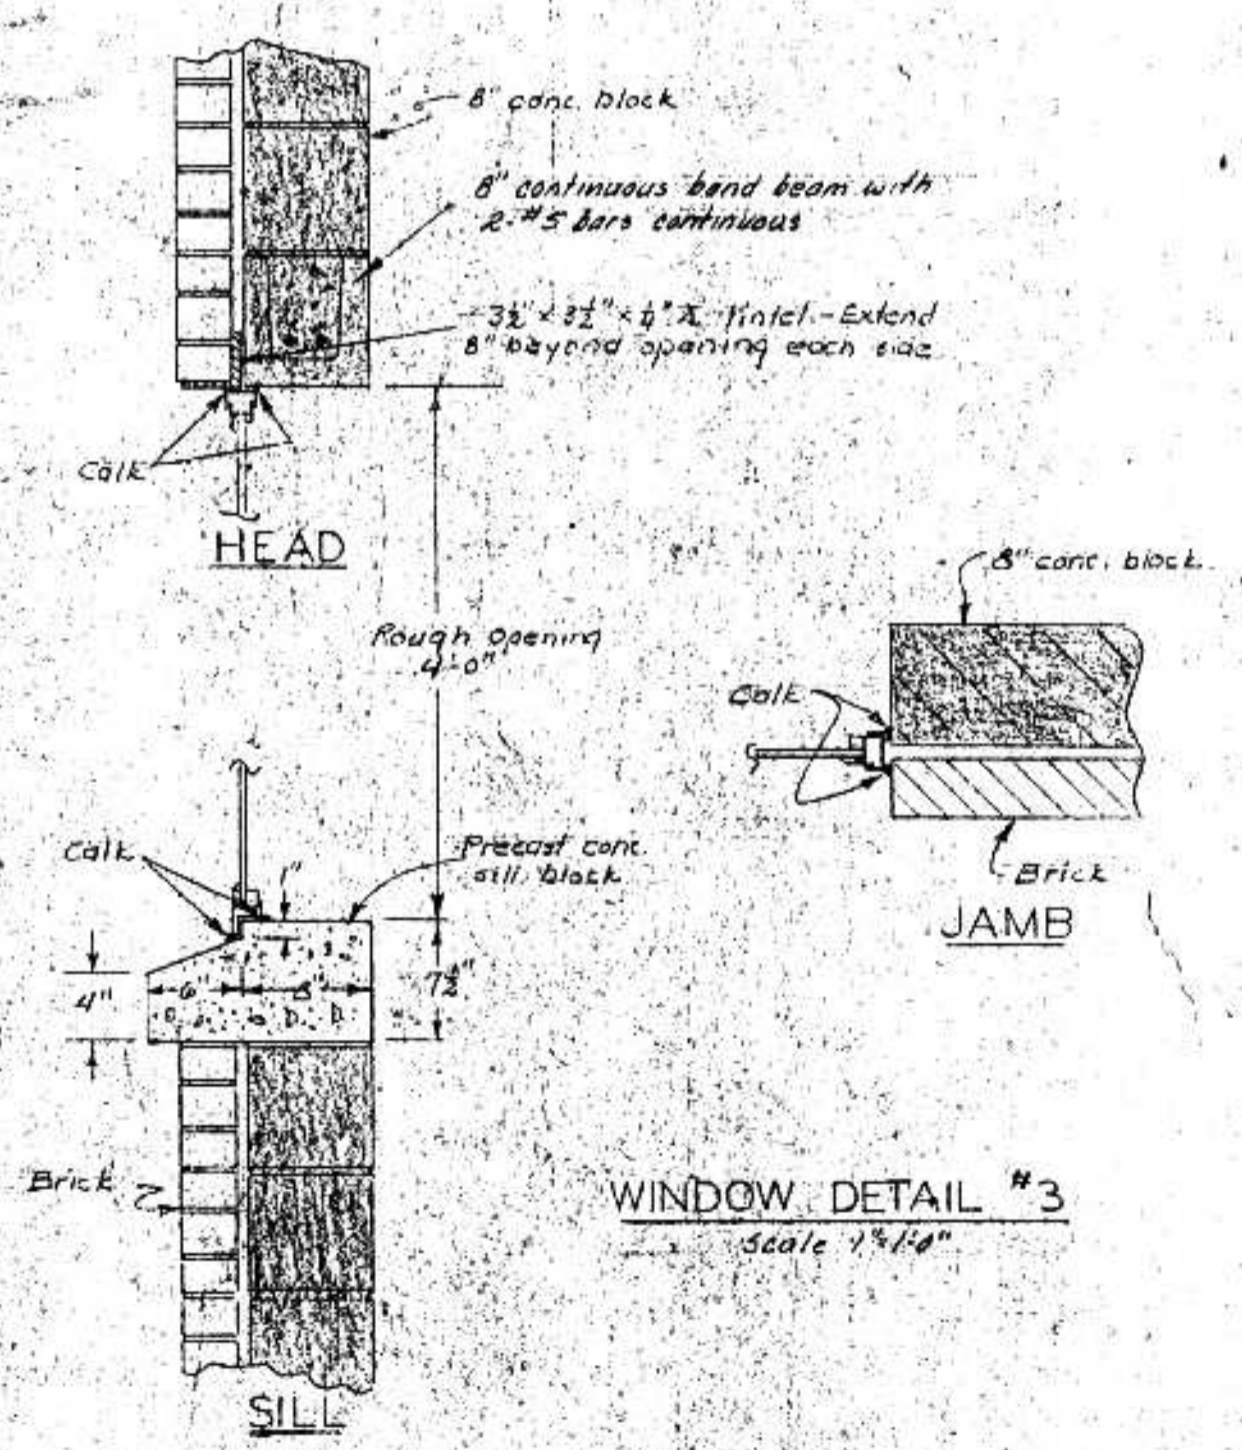 8" conc. block
8" continuous bond beam with
2-#5 bars continuous
3½" × 3½" × ¼" lintel - Extend
8" beyond opening each side
Calk
HEAD
8" conc. block
Rough Opening
4'-0"
Calk
Calk
1"
Precast conc.
sill block
Brick
JAMB
4"
6"
8"
7½"
Brick
WINDOW DETAIL #3
Scale 1"=1'-0"
SILL